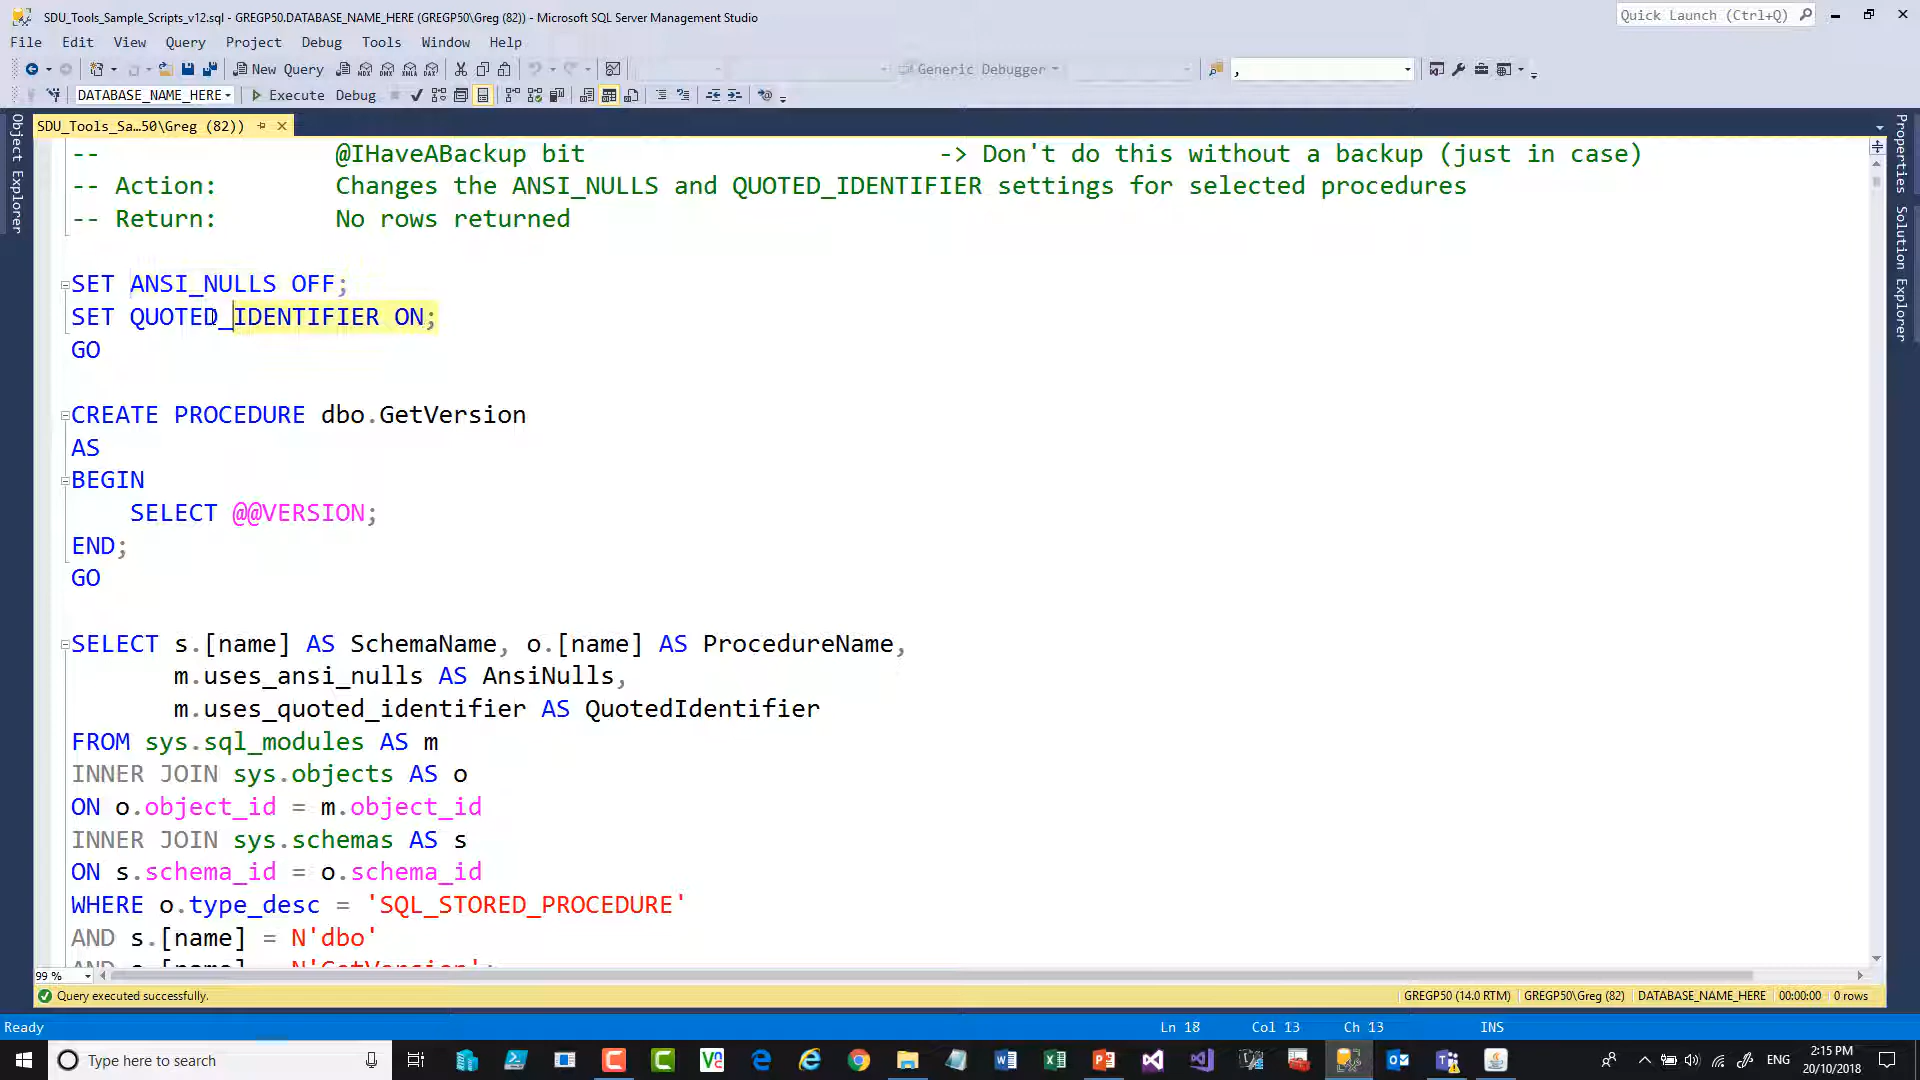 SDU_Tools_Sample_Scripts_v12.sql - GREGP50.DATABASE_NAME_HERE (GREGP50\Greg (82)) - Microsoft SQL Server Management Studio
Quick Launch (Ctrl+Q)
File Edit View Query Project Debug Tools Window Help
New Query
MDX DMX XMLA DAX
Generic Debugger
,
DATABASE_NAME_HERE
Execute Debug
SDU_Tools_Sa...50\Greg (82))
Object Explorer
Properties
Solution Explorer
-- @IHaveABackup bit -> Don't do this without a backup (just in case)
-- Action: Changes the ANSI_NULLS and QUOTED_IDENTIFIER settings for selected procedures
-- Return: No rows returned
SET ANSI_NULLS OFF;
SET QUOTED_IDENTIFIER ON;
GO
CREATE PROCEDURE dbo.GetVersion
AS
BEGIN
SELECT @@VERSION;
END;
GO
SELECT s.[name] AS SchemaName, o.[name] AS ProcedureName,
m.uses_ansi_nulls AS AnsiNulls,
m.uses_quoted_identifier AS QuotedIdentifier
FROM sys.sql_modules AS m
INNER JOIN sys.objects AS o
ON o.object_id = m.object_id
INNER JOIN sys.schemas AS s
ON s.schema_id = o.schema_id
WHERE o.type_desc = 'SQL_STORED_PROCEDURE'
AND s.[name] = N'dbo'
AND o.[name] = N'GetVersion';
99 %
Query executed successfully.
GREGP50 (14.0 RTM) GREGP50\Greg (82) DATABASE_NAME_HERE 00:00:00 0 rows
Ready
Ln 18 Col 13 Ch 13 INS
Type here to search
ENG
2:15 PM
20/10/2018